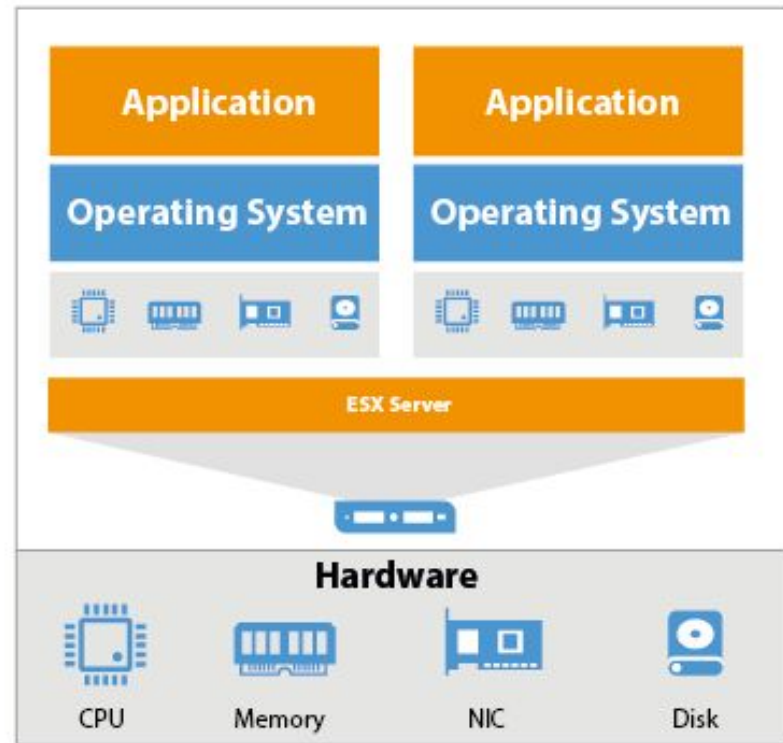 Application
Application
Operating System
Operating System
ESX Server
Hardware
CPU
Memory
NIC
Disk